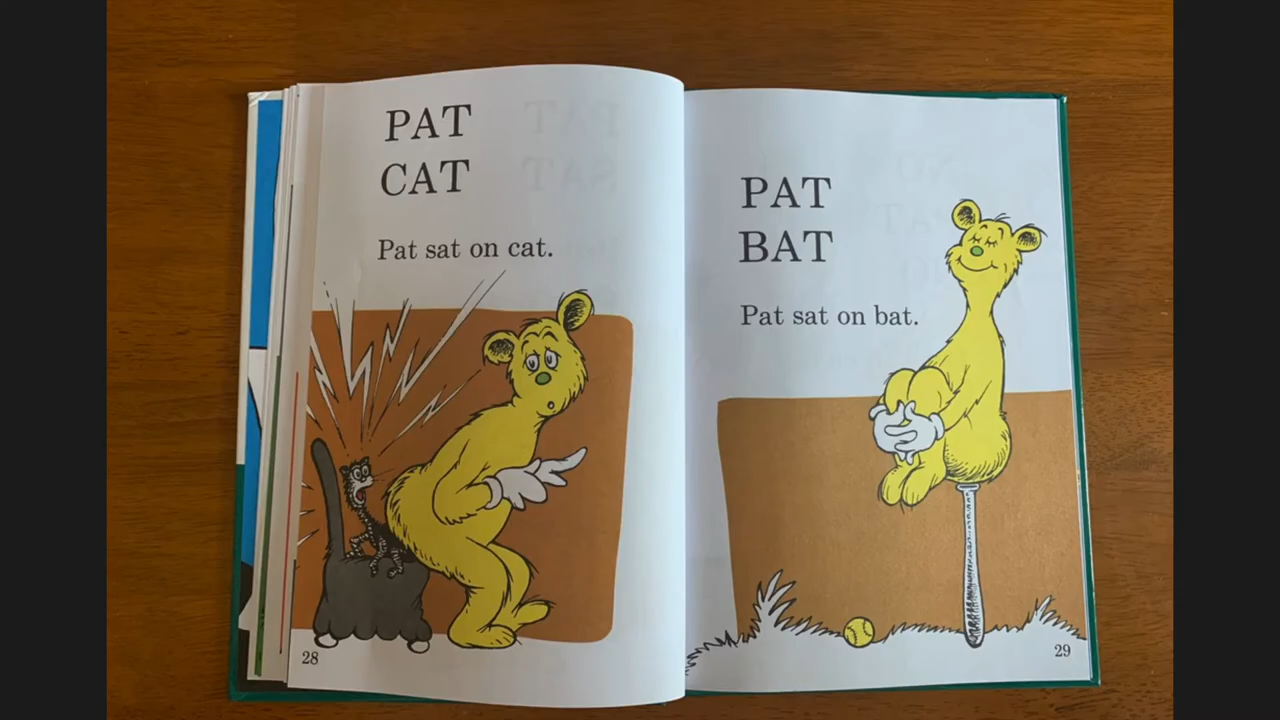 PAT
CAT
Pat sat on cat.
28
PAT
BAT
Pat sat on bat.
29